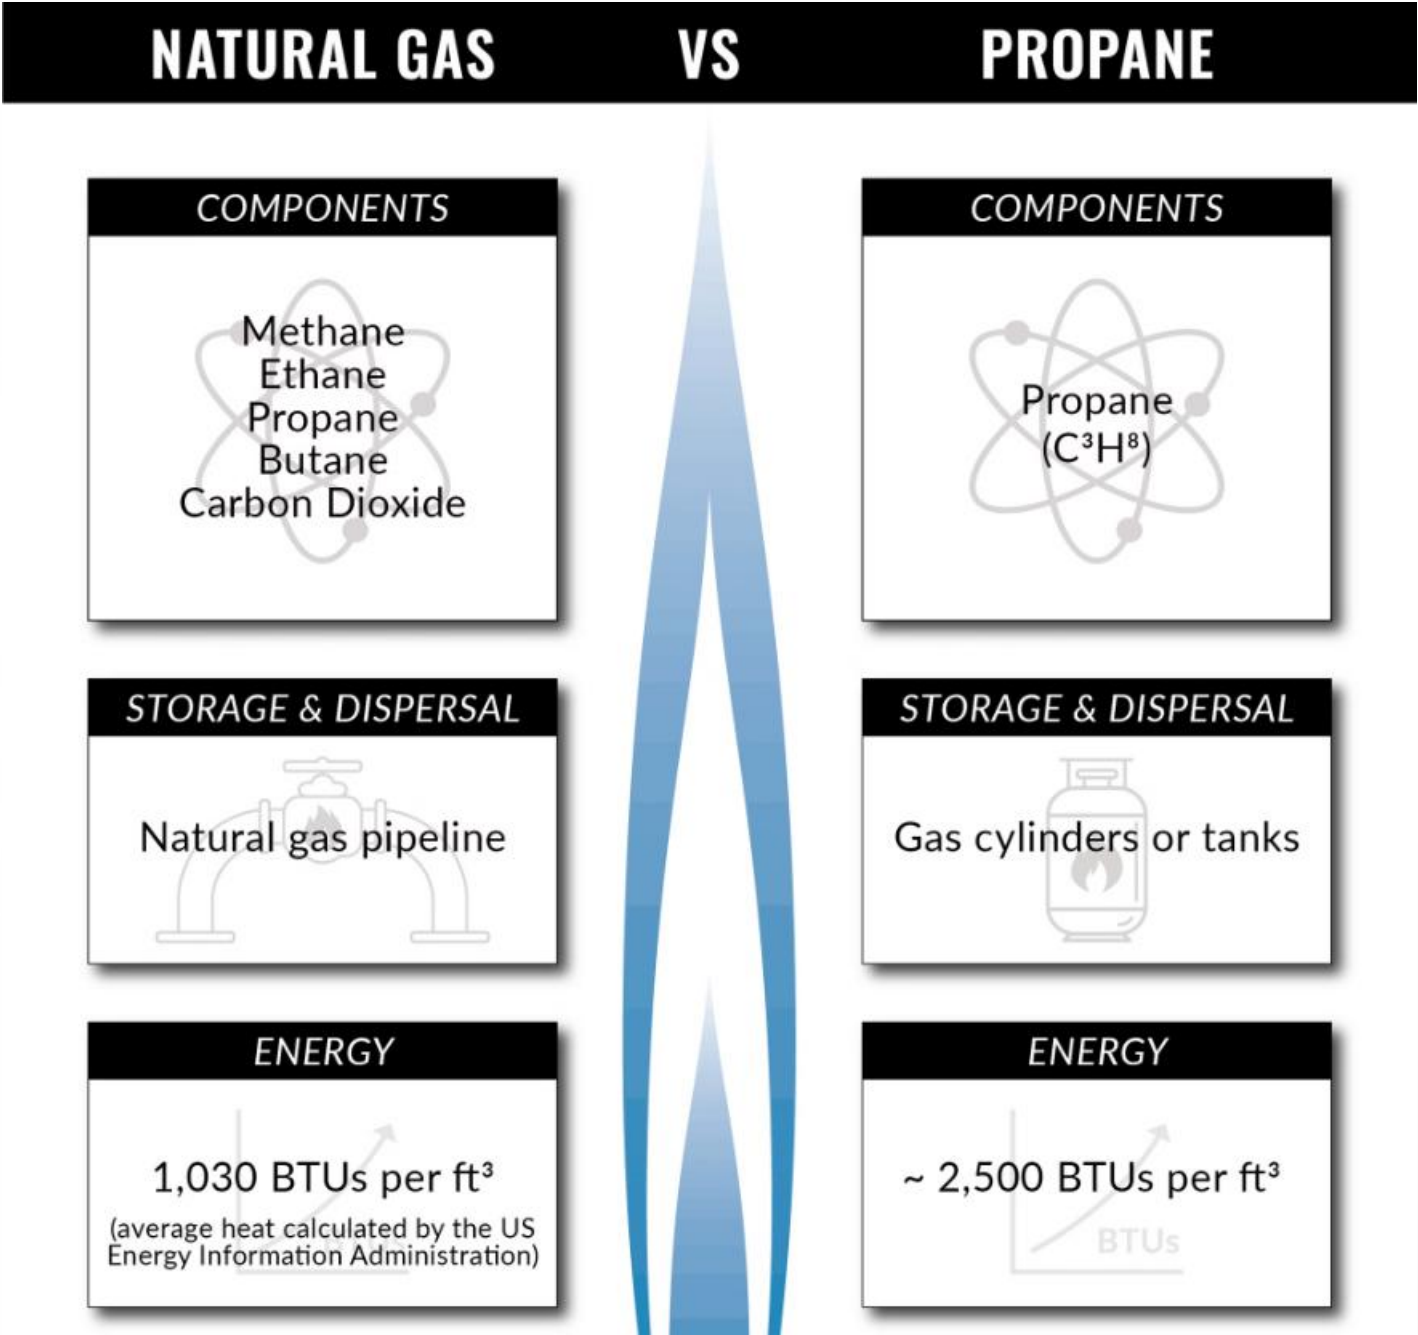 NATURAL GAS VS PROPANE
COMPONENTS
Methane
Ethane
Propane
Butane
Carbon Dioxide
COMPONENTS
Propane
(C³H⁸)
STORAGE & DISPERSAL
Natural gas pipeline
STORAGE & DISPERSAL
Gas cylinders or tanks
ENERGY
1,030 BTUs per ft³
(average heat calculated by the US
Energy Information Administration)
BTUs
ENERGY
~ 2,500 BTUs per ft³
BTUs